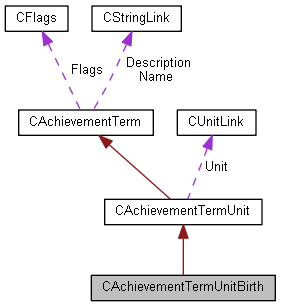 CFlags
CStringLink
Flags
Description
Name
CAchievementTerm
CUnitLink
Unit
CAchievementTermUnit
CAchievementTermUnitBirth